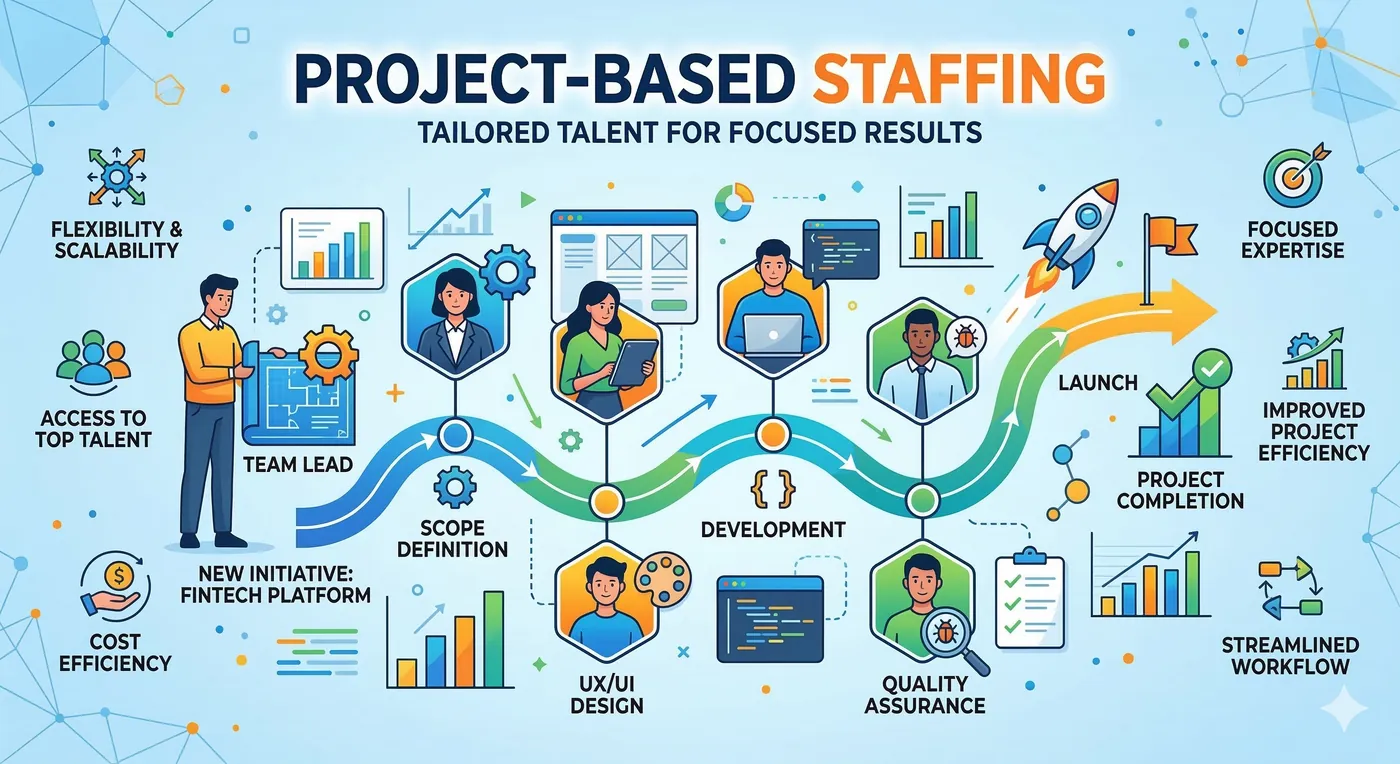 PROJECT-BASED STAFFING
TAILORED TALENT FOR FOCUSED RESULTS
FLEXIBILITY &
SCALABILITY
ACCESS TO
TOP TALENT
COST
EFFICIENCY
TEAM LEAD
NEW INITIATIVE:
FINTECH PLATFORM
SCOPE
DEFINITION
UX/UI
DESIGN
{ }
DEVELOPMENT
QUALITY
ASSURANCE
LAUNCH
PROJECT
COMPLETION
FOCUSED
EXPERTISE
IMPROVED
PROJECT
EFFICIENCY
STREAMLINED
WORKFLOW
$